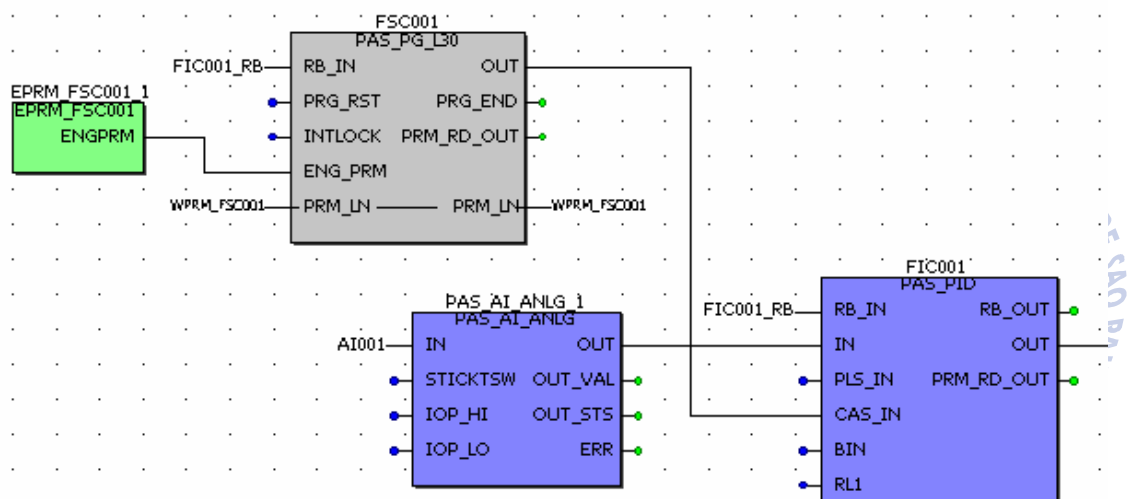 FSC001
PAS_PG_L30
FIC001_RB RB_IN OUT
PRG_RST PRG_END
INTLOCK PRM_RD_OUT
ENG_PRM
WPRM_FSC001 PRM_LN PRM_LN WPRM_FSC001
EPRM_FSC001_1
EPRM_FSC001
ENGPRM
PAS_AI_ANLG_1
PAS_AI_ANLG
AI001 IN OUT
STICKTSW OUT_VAL
IOP_HI OUT_STS
IOP_LO ERR
FIC001
PAS_PID
FIC001_RB RB_IN RB_OUT
IN OUT
PLS_IN PRM_RD_OUT
CAS_IN
BIN
RL1